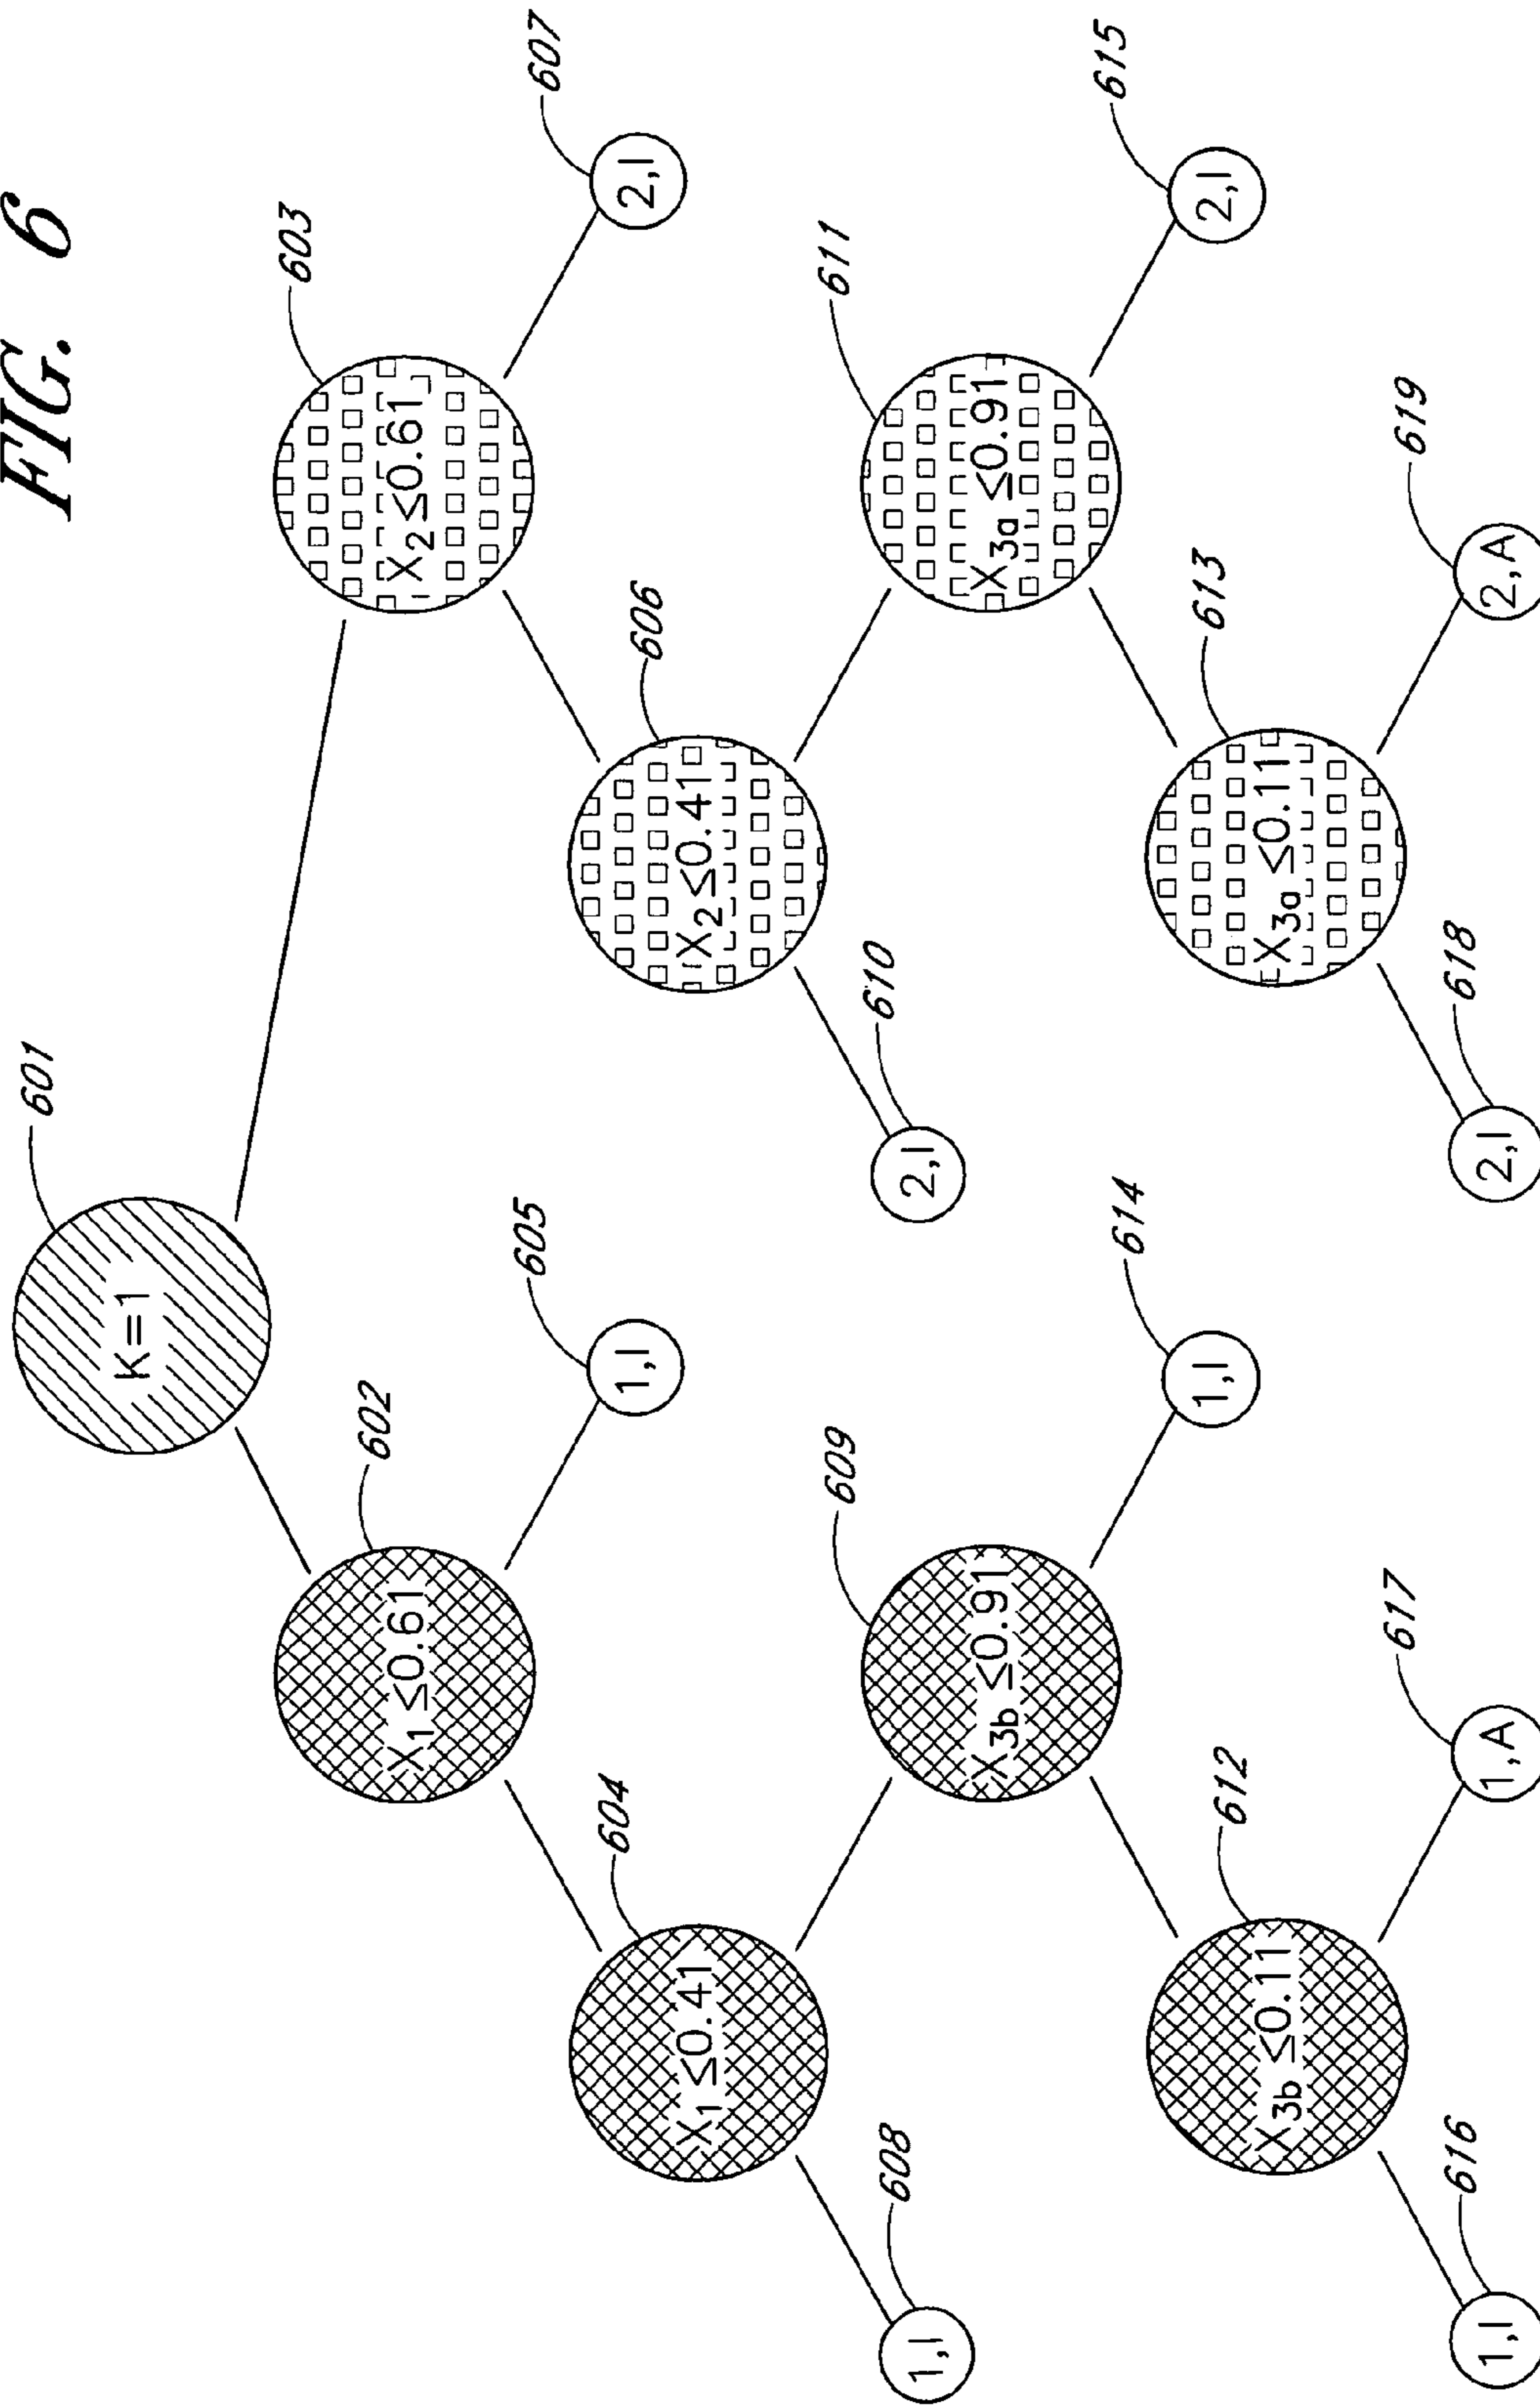 FIG. 6
601
K=1
602
603
X1 ≤0.61
X2 ≤0.61
604
605
606
607
1,I
2,I
X1 ≤0.41
X2 ≤0.41
608
609
610
611
1,I
2,I
X3b ≤0.91
X3a ≤0.91
612
613
614
615
1,I
2,I
X3b ≤0.11
X3a ≤0.11
616
617
618
619
1,I
1,A
2,I
2,A